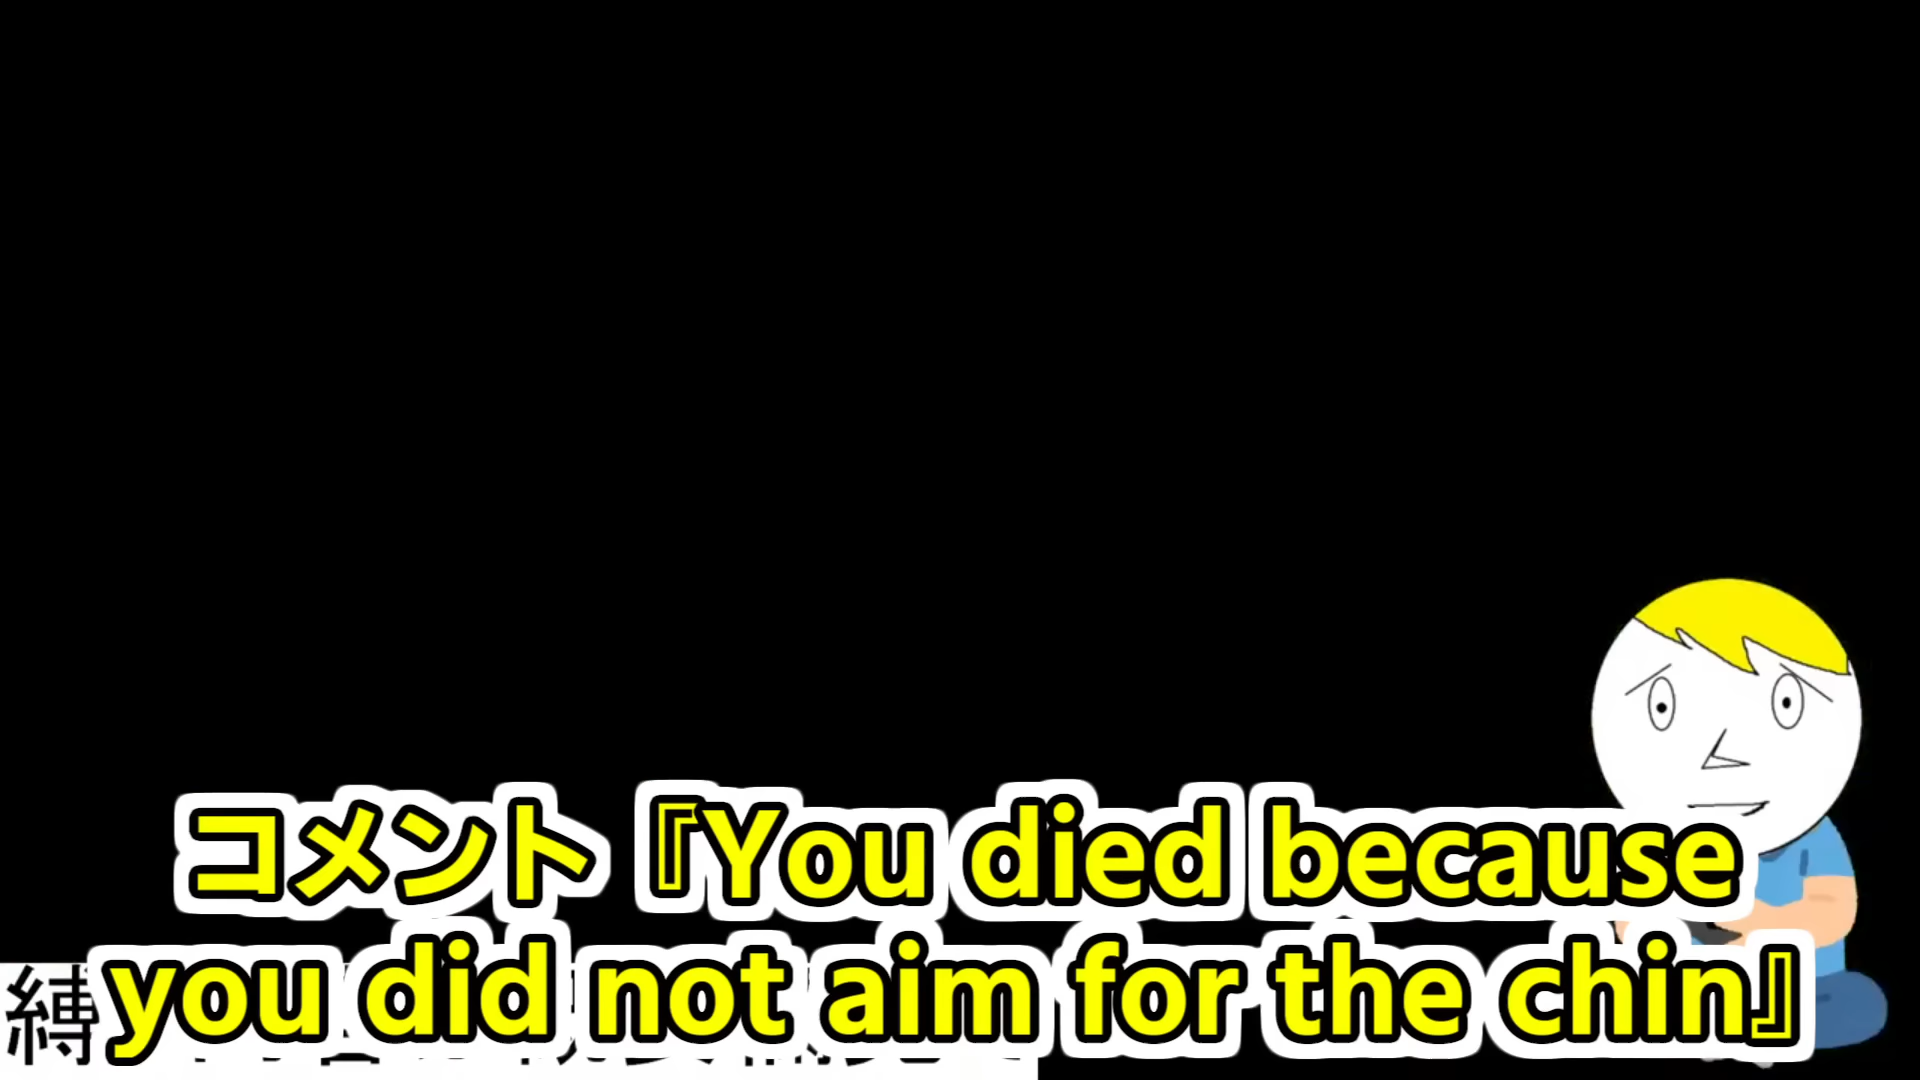 コメント『You died because
you did not aim for the chin』
縛